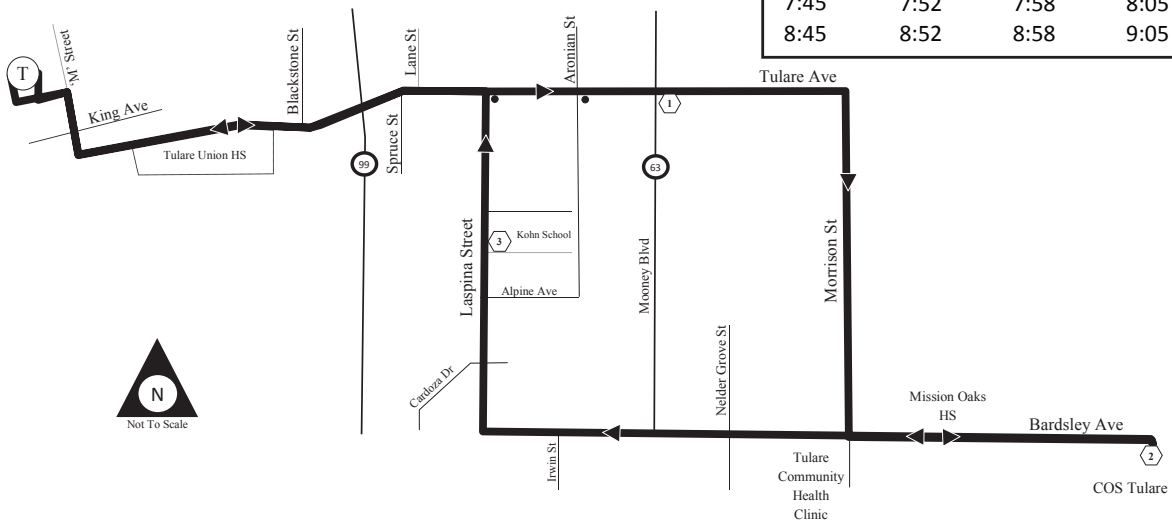 7:45 7:52 7:58 8:05
8:45 8:52 8:58 9:05
T
'M' Street
King Ave
Tulare Union HS
Blackstone St
99
Lane St
Spruce St
Aronian St
1
Tulare Ave
63
Laspina Street
3
Kohn School
Alpine Ave
Mooney Blvd
Morrison St
Cardoza Dr
Nelder Grove St
Irwin St
N
Not To Scale
Mission Oaks
HS
Bardsley Ave
2
Tulare
Community
Health
Clinic
COS Tulare